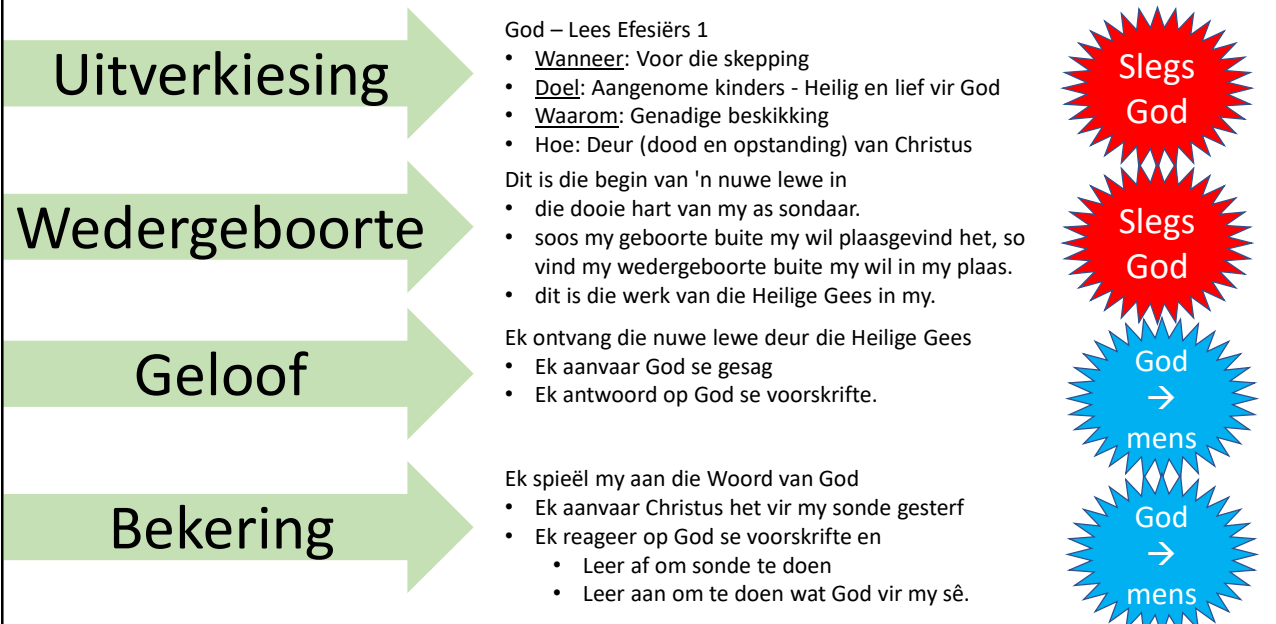 Uitverkiesing
God – Lees Efesiërs 1
• Wanneer: Voor die skepping
• Doel: Aangenome kinders - Heilig en lief vir God
• Waarom: Genadige beskikking
• Hoe: Deur (dood en opstanding) van Christus
Slegs
God
Wedergeboorte
Dit is die begin van 'n nuwe lewe in
• die dooie hart van my as sondaar.
• soos my geboorte buite my wil plaasgevind het, so
vind my wedergeboorte buite my wil in my plaas.
• dit is die werk van die Heilige Gees in my.
Slegs
God
Geloof
Ek ontvang die nuwe lewe deur die Heilige Gees
• Ek aanvaar God se gesag
• Ek antwoord op God se voorskrifte.
God
→
mens
Bekering
Ek spieël my aan die Woord van God
• Ek aanvaar Christus het vir my sonde gesterf
• Ek reageer op God se voorskrifte en
• Leer af om sonde te doen
• Leer aan om te doen wat God vir my sê.
God
→
mens